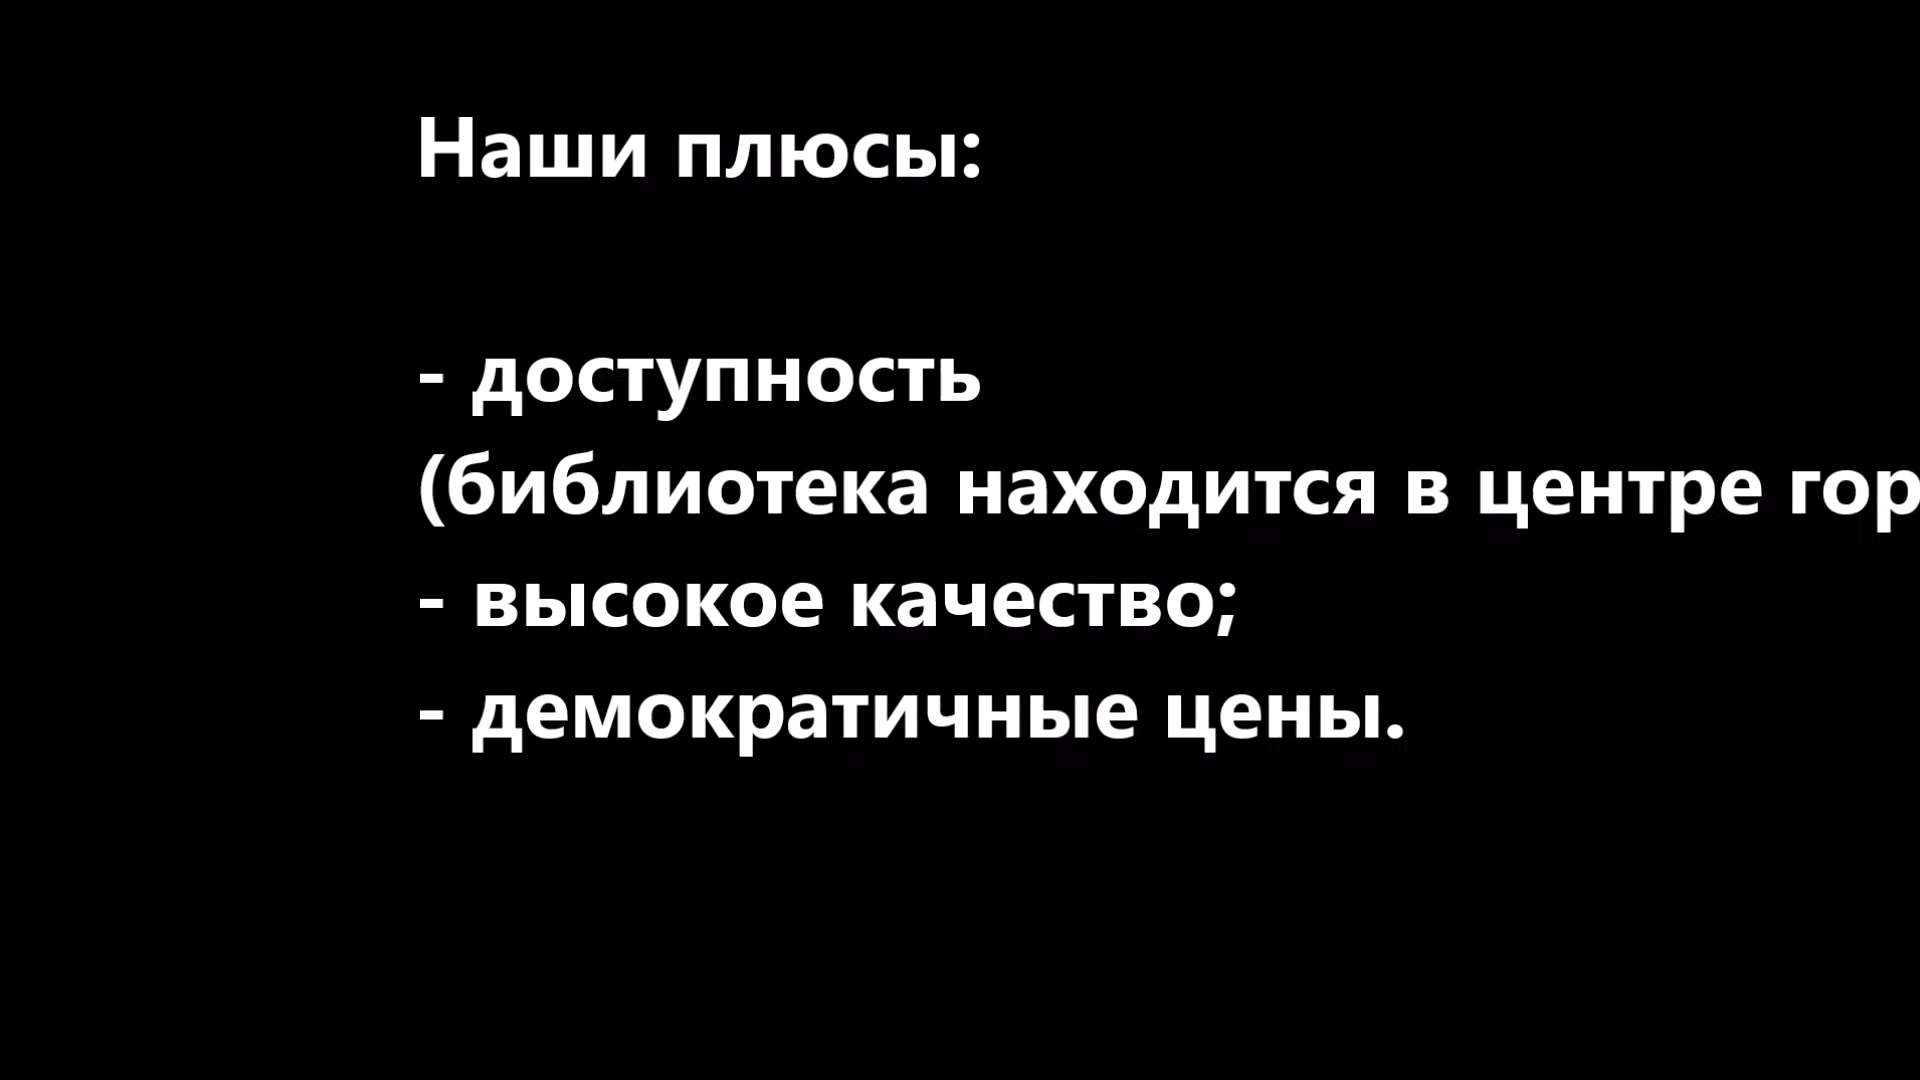 Наши плюсы:
- доступность
(библиотека находится в центре гор
- высокое качество;
- демократичные цены.